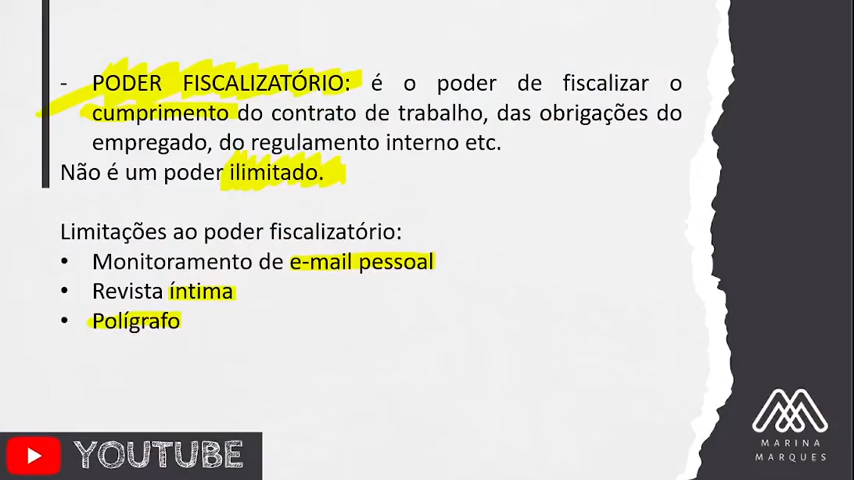 - PODER FISCALIZATÓRIO: é o poder de fiscalizar o
cumprimento do contrato de trabalho, das obrigações do
empregado, do regulamento interno etc.
Não é um poder ilimitado.
Limitações ao poder fiscalizatório:
• Monitoramento de e-mail pessoal
• Revista íntima
• Polígrafo
YOUTUBE
MARINA
MARQUES